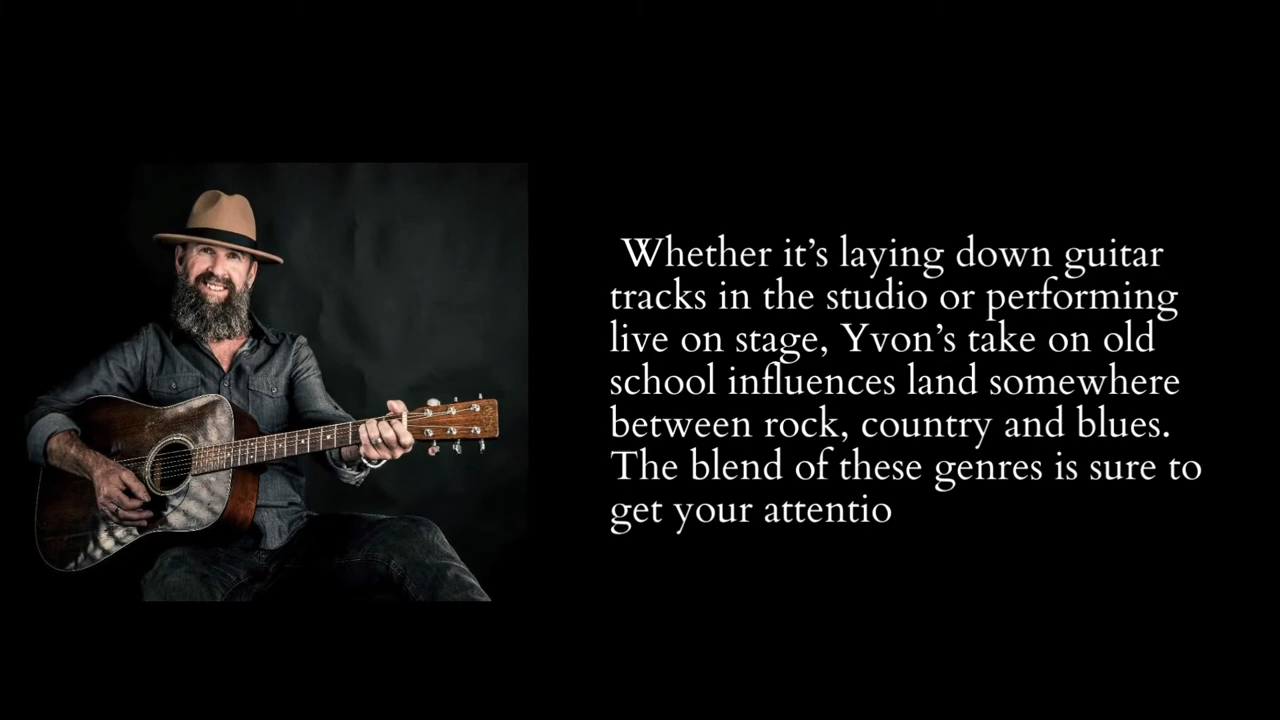 Whether it’s laying down guitar
tracks in the studio or performing
live on stage, Yvon’s take on old
school influences land somewhere
between rock, country and blues.
The blend of these genres is sure to
get your attentio